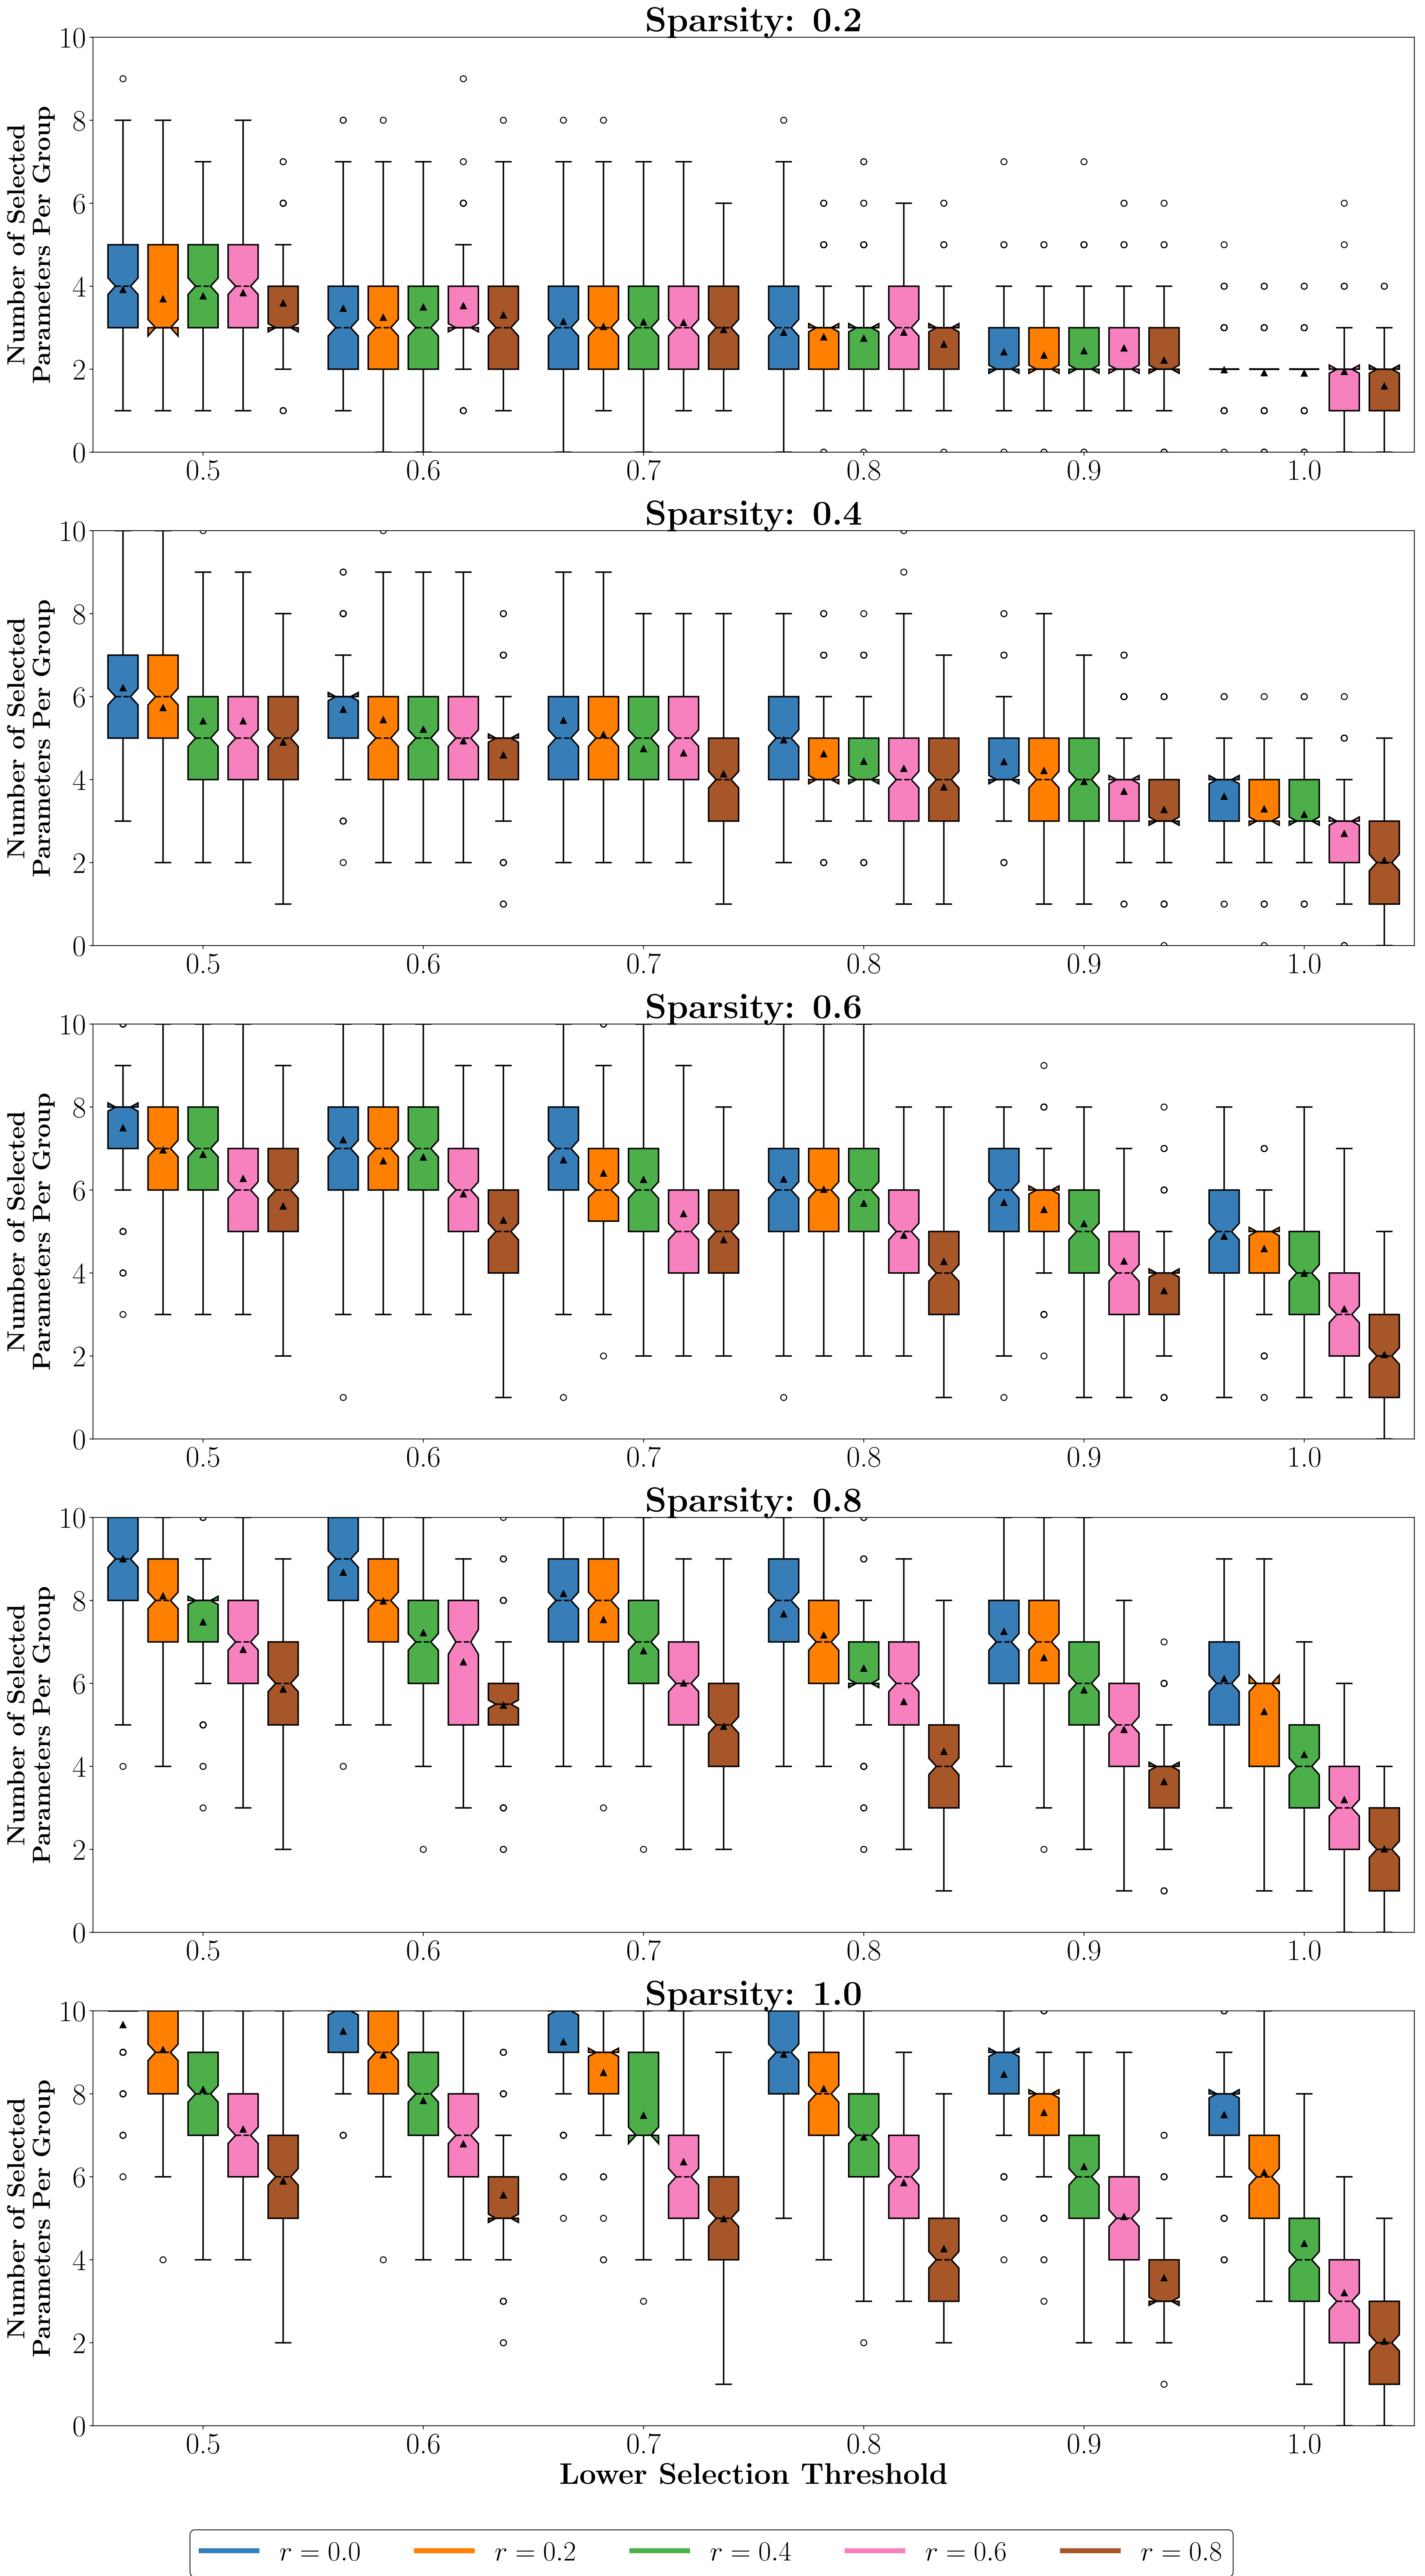 Sparsity: 0.2
Number of Selected
Parameters Per Group
10
8
6
4
2
0
0.5 0.6 0.7 0.8 0.9 1.0
Sparsity: 0.4
Number of Selected
Parameters Per Group
10
8
6
4
2
0
0.5 0.6 0.7 0.8 0.9 1.0
Sparsity: 0.6
Number of Selected
Parameters Per Group
10
8
6
4
2
0
0.5 0.6 0.7 0.8 0.9 1.0
Sparsity: 0.8
Number of Selected
Parameters Per Group
10
8
6
4
2
0
0.5 0.6 0.7 0.8 0.9 1.0
Sparsity: 1.0
Number of Selected
Parameters Per Group
10
8
6
4
2
0
0.5 0.6 0.7 0.8 0.9 1.0
Lower Selection Threshold
r = 0.0 r = 0.2 r = 0.4 r = 0.6 r = 0.8